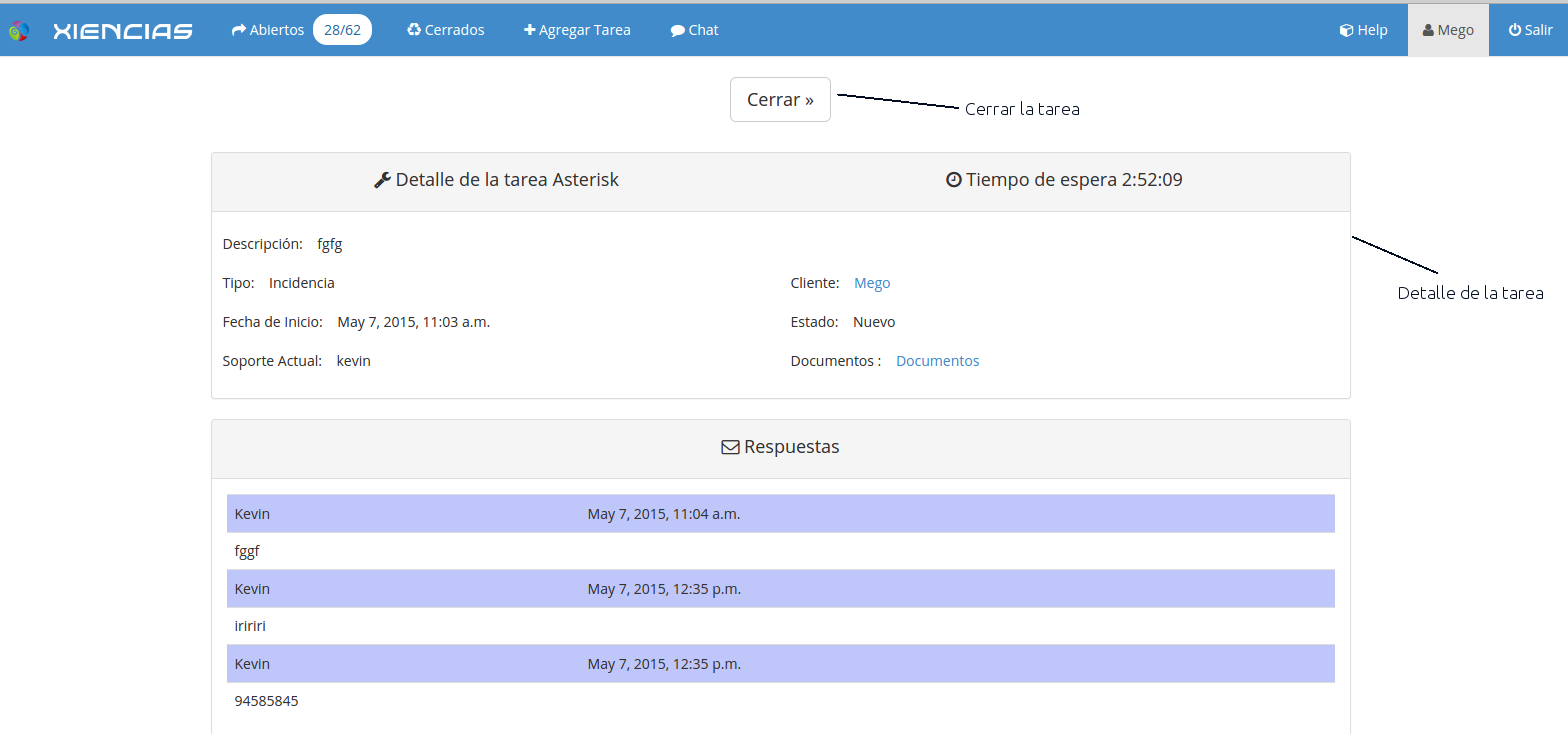 XIENCIAS Abiertos 28/62 Cerrados Agregar Tarea Chat Help Mego Salir
Cerrar »
Cerrar la tarea
Detalle de la tarea Asterisk Tiempo de espera 2:52:09
Descripción: fgfg
Tipo: Incidencia Cliente: Mego
Detalle de la tarea
Fecha de Inicio: May 7, 2015, 11:03 a.m. Estado: Nuevo
Soporte Actual: kevin Documentos : Documentos
Respuestas
Kevin May 7, 2015, 11:04 a.m.
fggf
Kevin May 7, 2015, 12:35 p.m.
iriríri
Kevin May 7, 2015, 12:35 p.m.
94585845